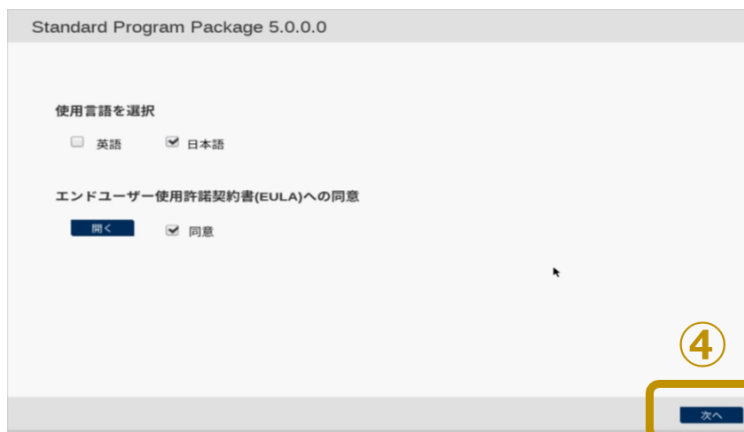 Standard Program Package 5.0.0.0
使用言語を選択
英語 日本語
エンドユーザー使用許諾契約書(EULA)への同意
開く 同意
④
次へ